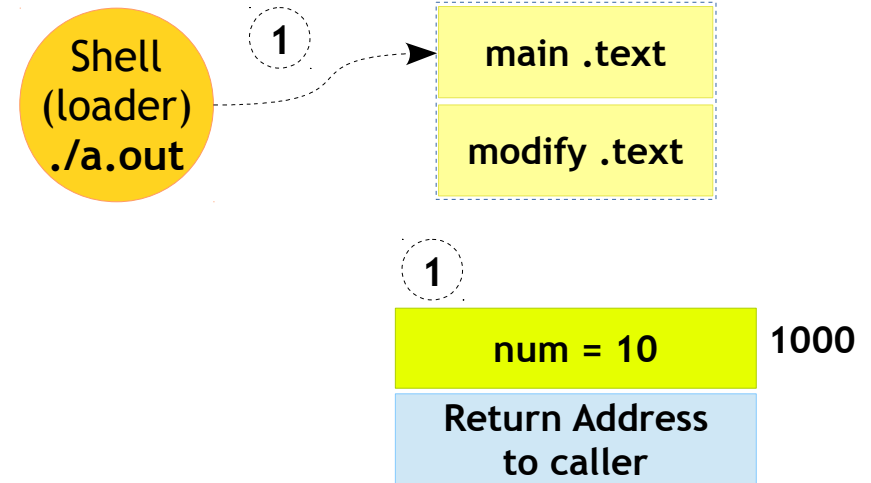 Shell
(loader)
./a.out
1
main .text
modify .text
1
num = 10
1000
Return Address
to caller